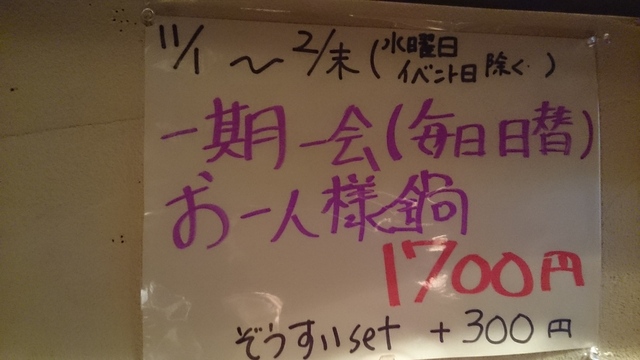 11/1 〜 2/末 (水曜日 イベント日 除く)
一期一会(毎日日替)
お一人様鍋
1700円
ぞうすいset +300円